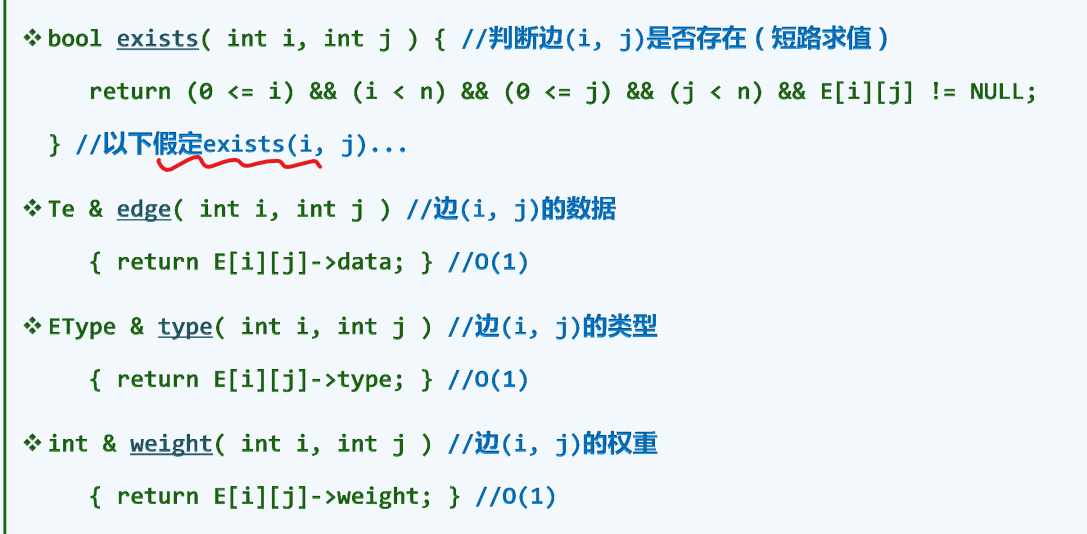 ❖ bool exists( int i, int j ) { //判断边(i, j)是否存在（短路求值）
return (0 <= i) && (i < n) && (0 <= j) && (j < n) && E[i][j] != NULL;
} //以下假定exists(i, j)...
❖ Te & edge( int i, int j ) //边(i, j)的数据
{ return E[i][j]->data; } //O(1)
❖ EType & type( int i, int j ) //边(i, j)的类型
{ return E[i][j]->type; } //O(1)
❖ int & weight( int i, int j ) //边(i, j)的权重
{ return E[i][j]->weight; } //O(1)